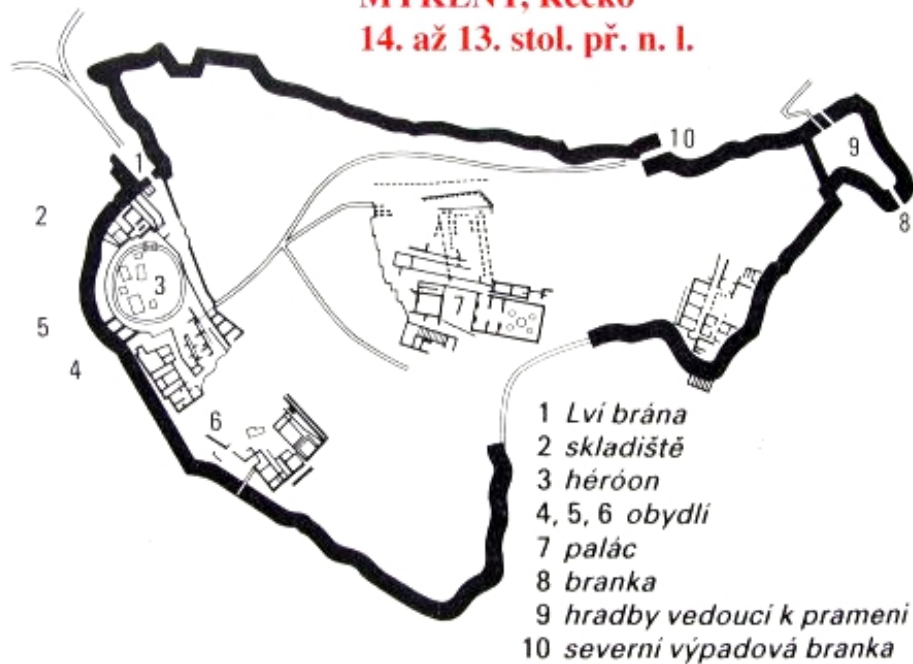 MYKÉNY, Řecko
14. až 13. stol. př. n. l.
10
9
1
2
8
3
7
5
4
6
1 Lví brána
2 skladiště
3 héróon
4, 5, 6 obydlí
7 palác
8 branka
9 hradby vedoucí k prameni
10 severní výpadová branka